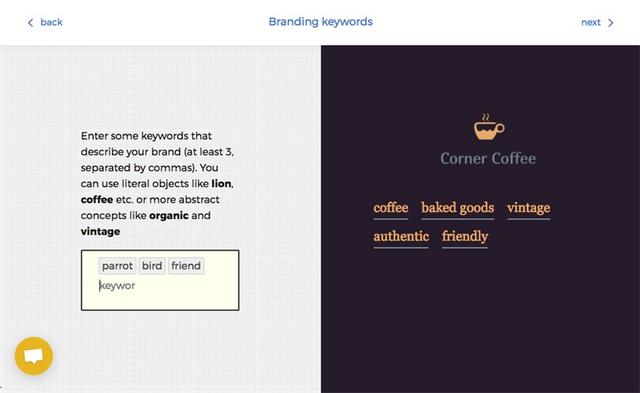 back
Branding keywords
next
Enter some keywords that
describe your brand (at least 3,
separated by commas). You
can use literal objects like lion,
coffee etc. or more abstract
concepts like organic and
vintage
parrot bird friend
keywor
Corner Coffee
coffee baked goods vintage
authentic friendly